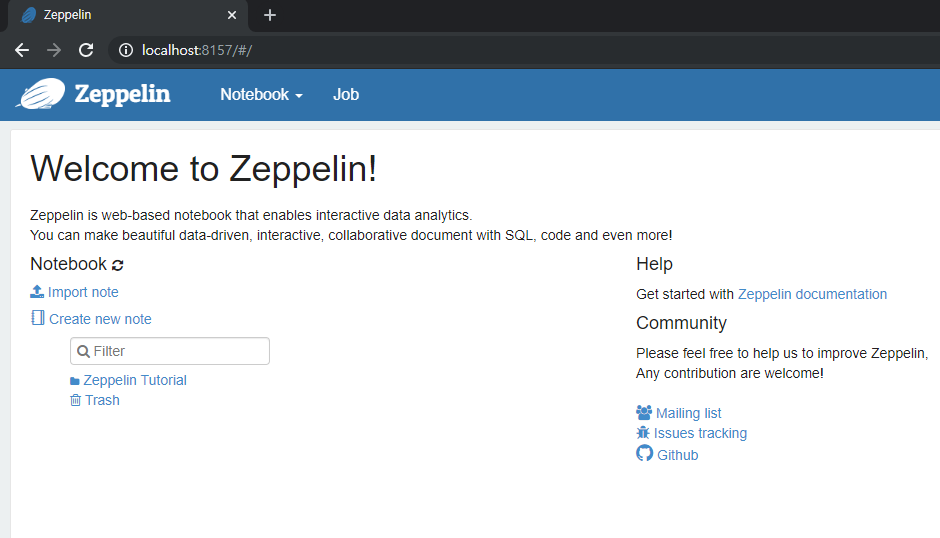 Zeppelin
localhost:8157/#/
Zeppelin Notebook Job
Welcome to Zeppelin!
Zeppelin is web-based notebook that enables interactive data analytics.
You can make beautiful data-driven, interactive, collaborative document with SQL, code and even more!
Notebook
Import note
Create new note
Filter
Zeppelin Tutorial
Trash
Help
Get started with Zeppelin documentation
Community
Please feel free to help us to improve Zeppelin,
Any contribution are welcome!
Mailing list
Issues tracking
Github